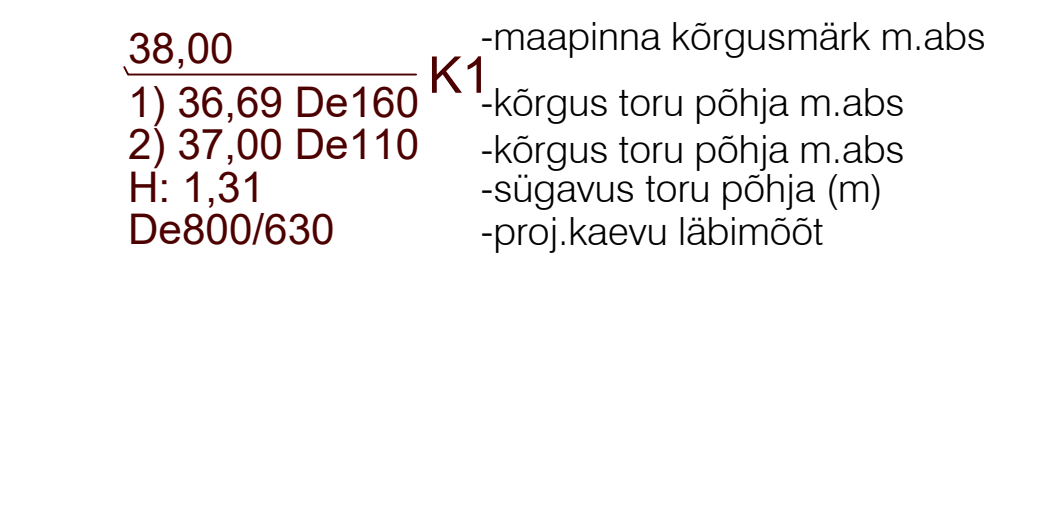 38,00 -maapinna kõrgusmärk m.abs
K1
1) 36,69 De160 -kõrgus toru põhja m.abs
2) 37,00 De110 -kõrgus toru põhja m.abs
H: 1,31 -sügavus toru põhja (m)
De800/630 -proj.kaevu läbimõõt